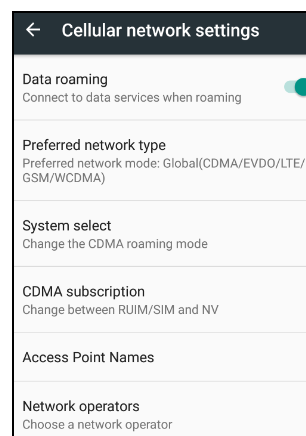 Cellular network settings
Data roaming
Connect to data services when roaming
Preferred network type
Preferred network mode: Global(CDMA/EVDO/LTE/
GSM/WCDMA)
System select
Change the CDMA roaming mode
CDMA subscription
Change between RUIM/SIM and NV
Access Point Names
Network operators
Choose a network operator